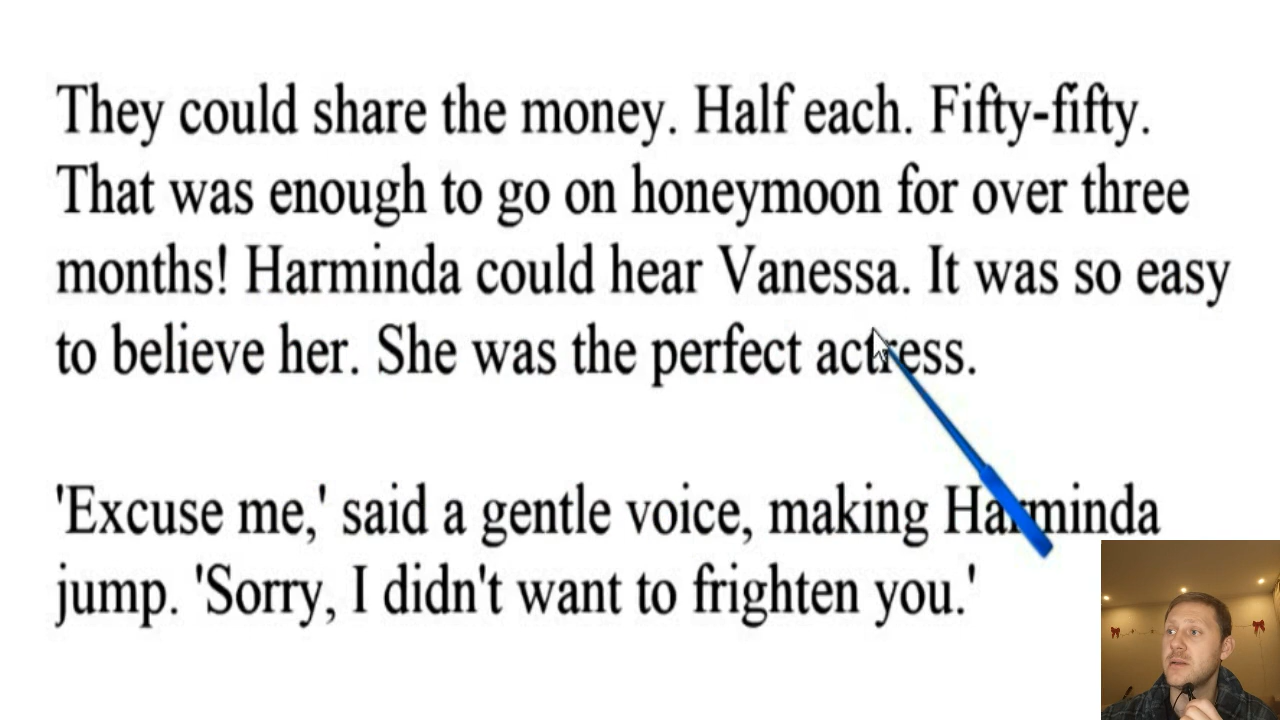 They could share the money. Half each. Fifty-fifty.
That was enough to go on honeymoon for over three
months! Harminda could hear Vanessa. It was so easy
to believe her. She was the perfect actress.
'Excuse me,' said a gentle voice, making Harminda
jump. 'Sorry, I didn't want to frighten you.'